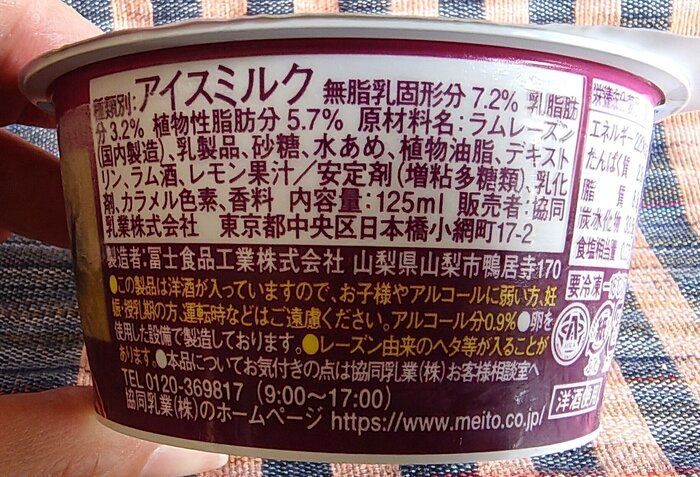 種類別:アイスミルク 無脂乳固形分 7.2% 乳脂肪
分 3.2% 植物性脂肪分 5.7% 原材料名:ラムレーズン
(国内製造)、乳製品、砂糖、水あめ、植物油脂、デキスト
リン、ラム酒、レモン果汁／安定剤(増粘多糖類)、乳化
剤、カラメル色素、香料 内容量:125ml 販売者:協同
乳業株式会社 東京都中央区日本橋小網町17-2
製造者:冨士食品工業株式会社 山梨県山梨市鴨居寺170
●この製品は洋酒が入っていますので、お子様やアルコールに弱い方、妊
娠・授乳期の方、運転時などはご遠慮ください。アルコール分0.9%●卵を
使用した設備で製造しております。●レーズン由来のヘタ等が入ることが
あります。●本品についてお気付きの点は協同乳業(株)お客様相談室へ
TEL 0120-369817 (9:00～17:00)
協同乳業(株)のホームページ https://www.meito.co.jp/
栄養成分
エネルギー
たんぱく質
脂質
炭水化物
食塩相当量
要冷凍
洋酒使用